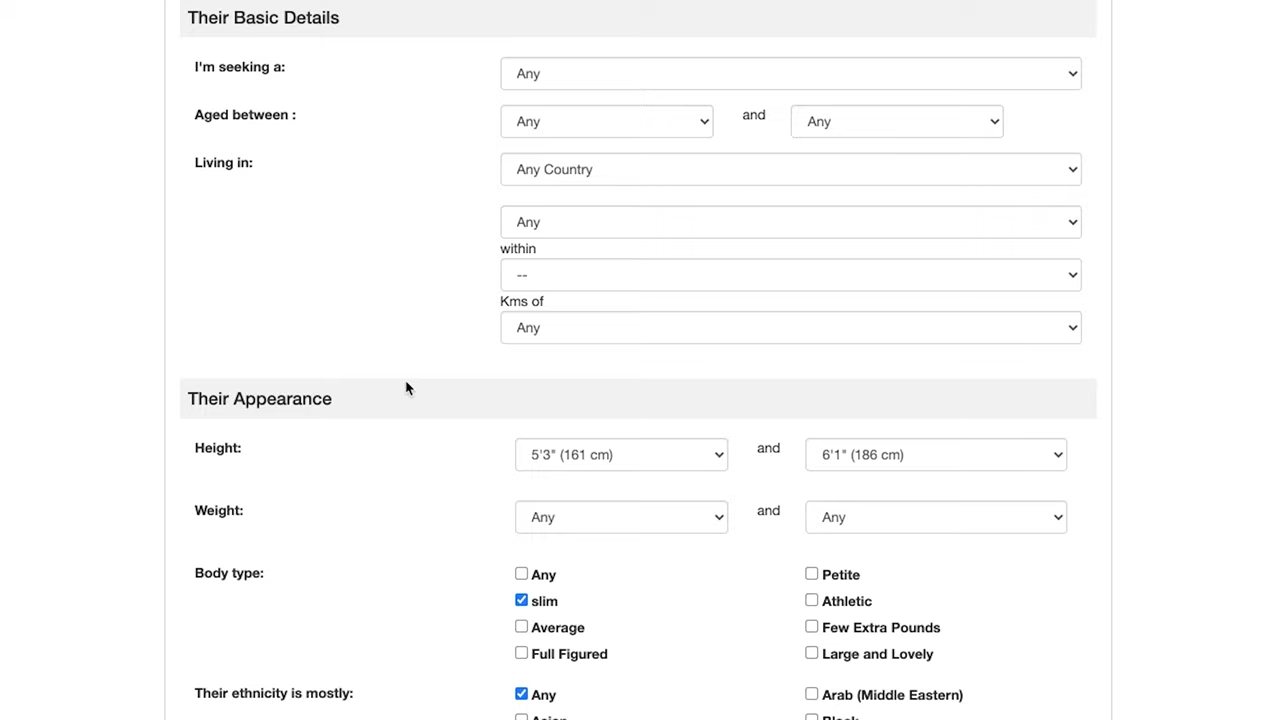 Their Basic Details
I'm seeking a: Any
Aged between : Any and Any
Living in: Any Country
Any
within
--
Kms of
Any
Their Appearance
Height: 5'3" (161 cm) and 6'1" (186 cm)
Weight: Any and Any
Body type: Any Petite
slim Athletic
Average Few Extra Pounds
Full Figured Large and Lovely
Their ethnicity is mostly: Any Arab (Middle Eastern)